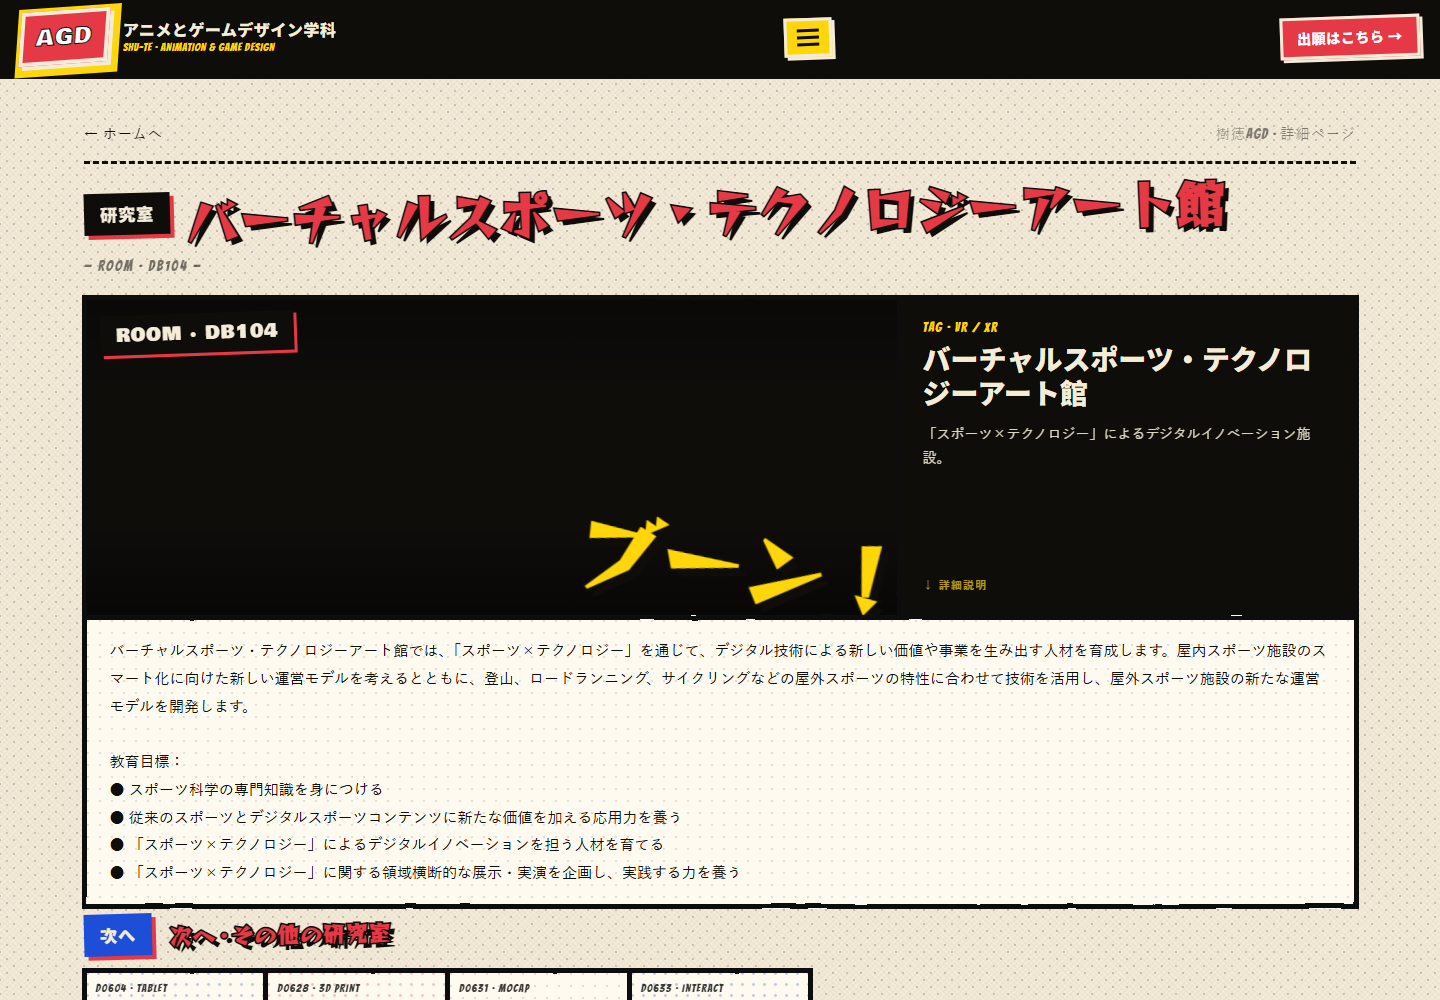 AGD
アニメとゲームデザイン学科
SHU-TE · ANIMATION & GAME DESIGN
出願はこちら →
← ホームへ
樹徳AGD · 詳細ページ
研究室
バーチャルスポーツ・テクノロジーアート館
— ROOM · DB104 —
ROOM · DB104
ブーン！
TAG · VR / XR
バーチャルスポーツ・テクノロ
ジーアート館
「スポーツ×テクノロジー」によるデジタルイノベーション施
設。
↓ 詳細説明
バーチャルスポーツ・テクノロジーアート館では、「スポーツ×テクノロジー」を通じて、デジタル技術による新しい価値や事業を生み出す人材を育成します。屋内スポーツ施設のス
マート化に向けた新しい運営モデルを考えるとともに、登山、ロードランニング、サイクリングなどの屋外スポーツの特性に合わせて技術を活用し、屋外スポーツ施設の新たな運営
モデルを開発します。
教育目標：
● スポーツ科学の専門知識を身につける
● 従来のスポーツとデジタルスポーツコンテンツに新たな価値を加える応用力を養う
● 「スポーツ×テクノロジー」によるデジタルイノベーションを担う人材を育てる
● 「スポーツ×テクノロジー」に関する領域横断的な展示・実演を企画し、実践する力を養う
次へ
次へ・その他の研究室
D0604 · TABLET
D0628 · 3D PRINT
D0631 · MOCAP
D0633 · INTERACT